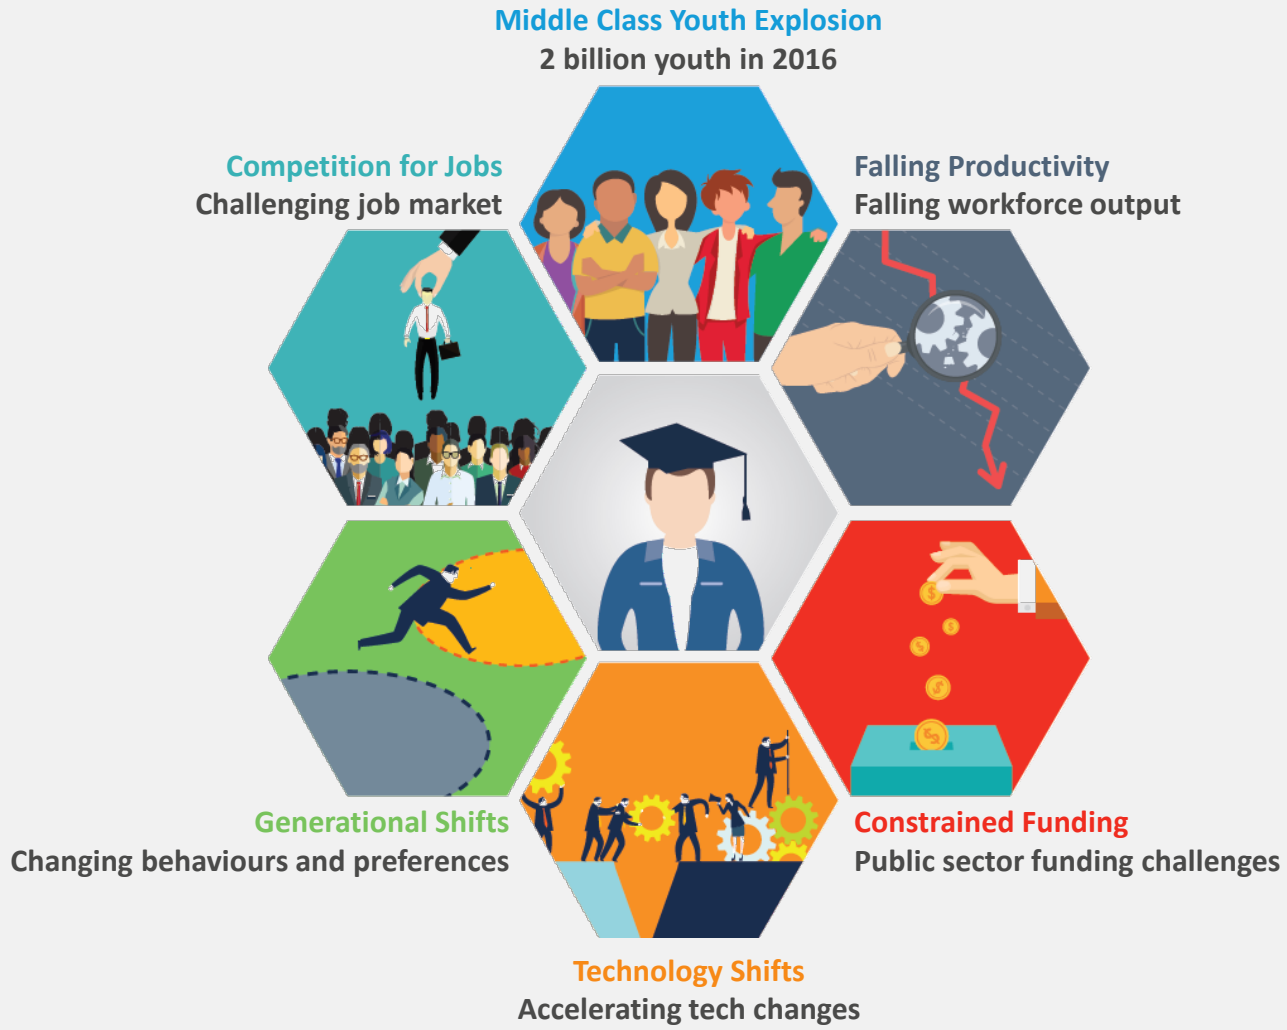 Middle Class Youth Explosion
2 billion youth in 2016
Competition for Jobs
Challenging job market
Falling Productivity
Falling workforce output
Generational Shifts
Changing behaviours and preferences
Constrained Funding
Public sector funding challenges
Technology Shifts
Accelerating tech changes